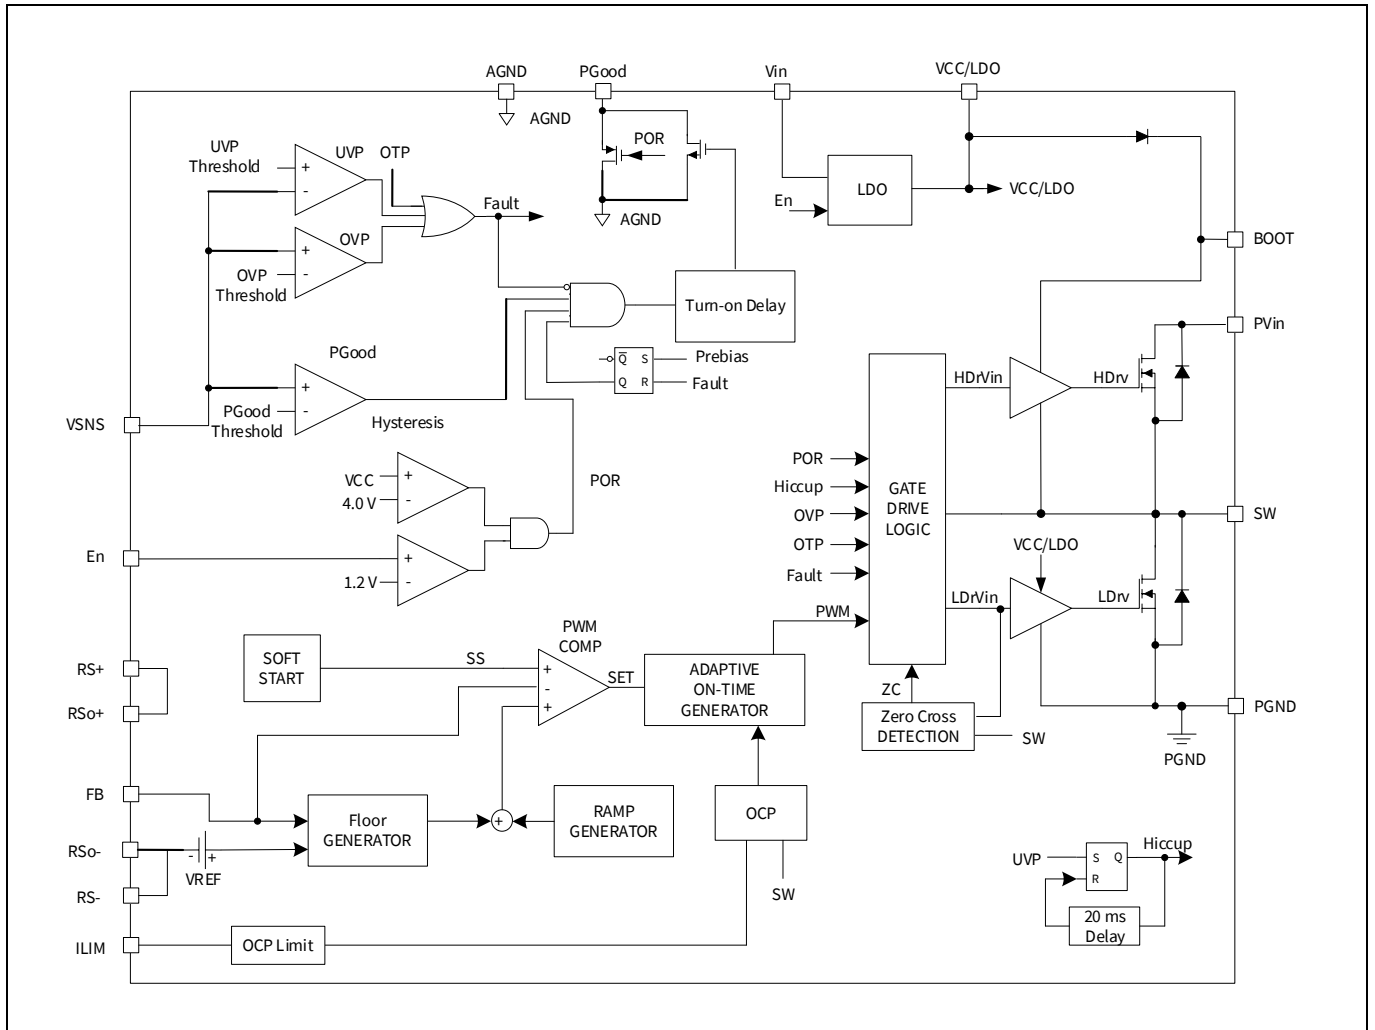 AGND
PGood
Vin
VCC/LDO
AGND
UVP
Threshold
+
-
UVP
OTP
POR
LDO
VCC/LDO
En
Fault
AGND
OVP
+
-
OVP
Threshold
BOOT
Turn-on Delay
PVin
PGood
+
-
PGood
Threshold
Hysteresis
Q
S
Q
R
Prebias
Fault
HDrVin
HDrv
VSNS
VCC
4.0 V
+
-
POR
POR
Hiccup
OVP
OTP
Fault
PWM
GATE
DRIVE
LOGIC
SW
En
1.2 V
+
-
VCC/LDO
LDrVin
LDrv
SOFT
START
SS
PWM
COMP
+
-
+
SET
ADAPTIVE
ON-TIME
GENERATOR
ZC
Zero Cross
DETECTION
SW
PGND
PGND
RS+
RSo+
FB
Floor
GENERATOR
+
RAMP
GENERATOR
OCP
SW
RSo-
-
+
VREF
RS-
UVP
S
Q
R
Hiccup
20 ms
Delay
ILIM
OCP Limit